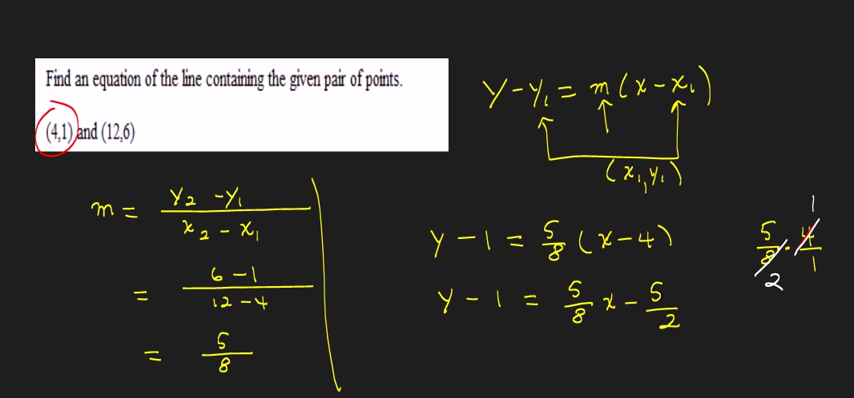 Find an equation of the line containing the given pair of points.
(4,1) and (12,6)
y - y₁ = m(x - x₁)
(x₁, y₁)
m = y₂ - y₁ / x₂ - x₁
= 6 - 1 / 12 - 4
= 5/8
y - 1 = 5/8 (x - 4)
y - 1 = 5/8 x - 5/2
1
5/8 · 4/1
2